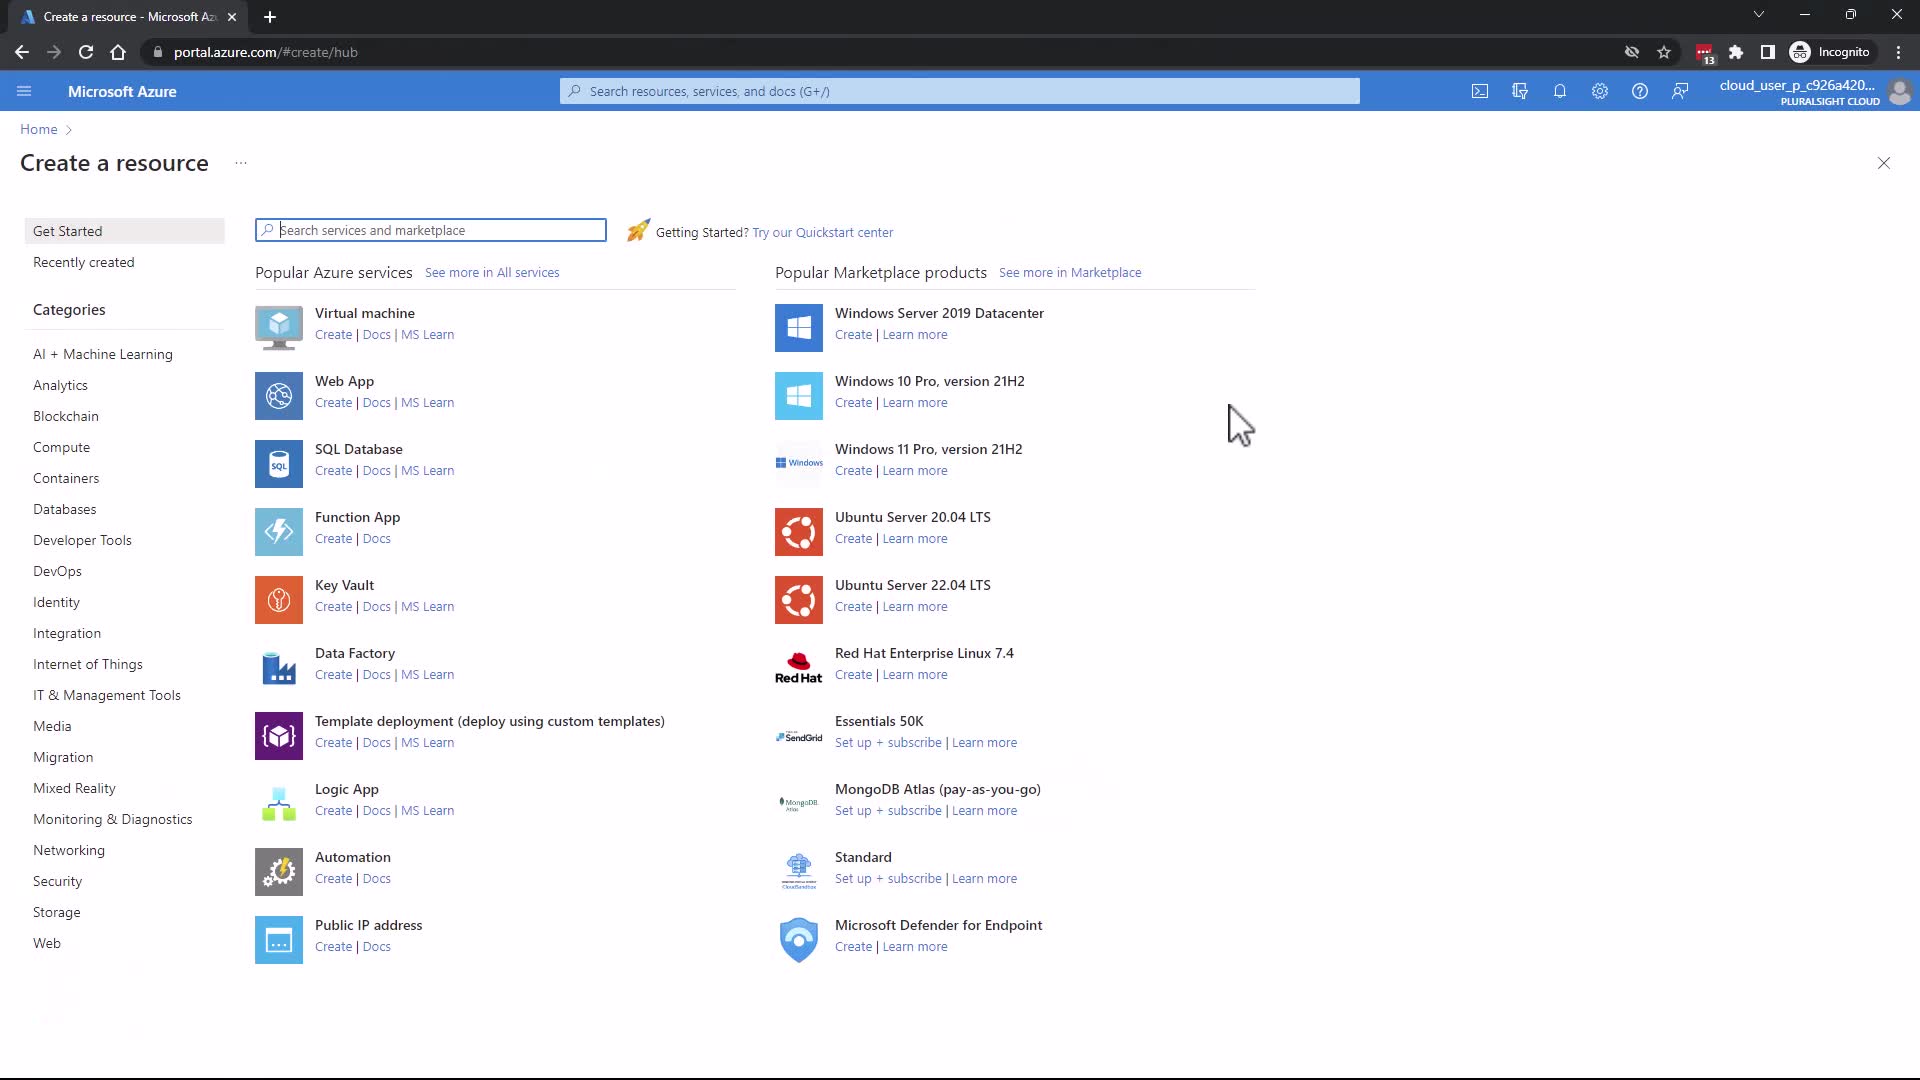 Create a resource - Microsoft Az
portal.azure.com/#create/hub
13
Incognito
Microsoft Azure
Search resources, services, and docs (G+/)
cloud_user_p_c926a420...
PLURALSIGHT CLOUD
Home
Create a resource
...
Get Started
Recently created
Categories
AI + Machine Learning
Analytics
Blockchain
Compute
Containers
Databases
Developer Tools
DevOps
Identity
Integration
Internet of Things
IT & Management Tools
Media
Migration
Mixed Reality
Monitoring & Diagnostics
Networking
Security
Storage
Web
Search services and marketplace
Getting Started? Try our Quickstart center
Popular Azure services See more in All services
Virtual machine
Create | Docs | MS Learn
Web App
Create | Docs | MS Learn
SQL
SQL Database
Create | Docs | MS Learn
Function App
Create | Docs
Key Vault
Create | Docs | MS Learn
Data Factory
Create | Docs | MS Learn
Template deployment (deploy using custom templates)
Create | Docs | MS Learn
Logic App
Create | Docs | MS Learn
Automation
Create | Docs
Public IP address
Create | Docs
Popular Marketplace products See more in Marketplace
Windows Server 2019 Datacenter
Create | Learn more
Windows 10 Pro, version 21H2
Create | Learn more
Windows
Windows 11 Pro, version 21H2
Create | Learn more
Ubuntu Server 20.04 LTS
Create | Learn more
Ubuntu Server 22.04 LTS
Create | Learn more
Red Hat
Red Hat Enterprise Linux 7.4
Create | Learn more
SendGrid
Essentials 50K
Set up + subscribe | Learn more
MongoDB.
Atlas
MongoDB Atlas (pay-as-you-go)
Set up + subscribe | Learn more
CloudSandbox
Standard
Set up + subscribe | Learn more
Microsoft Defender for Endpoint
Create | Learn more